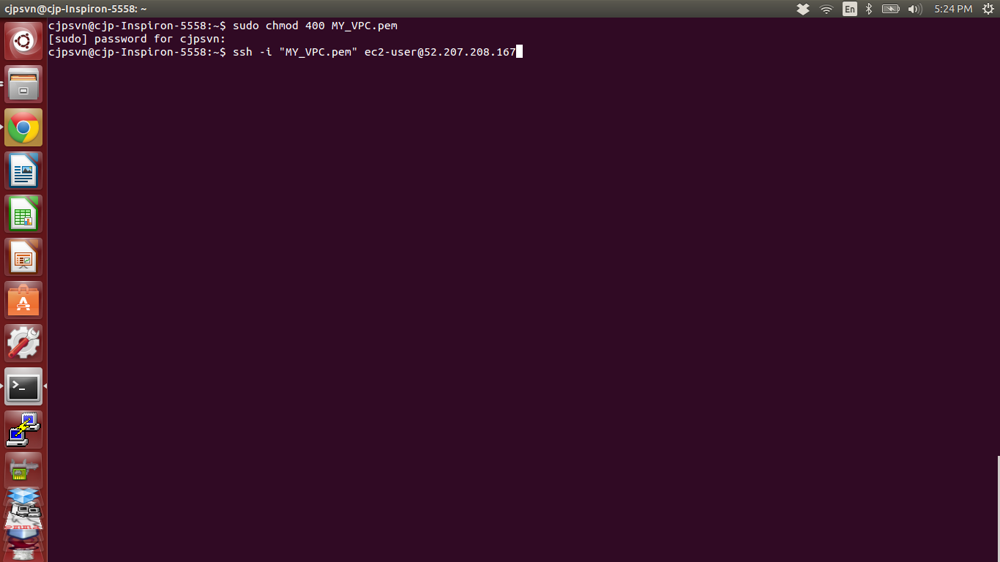 cjpsvn@cjp-Inspiron-5558: ~
En
5:24 PM
cjpsvn@cjp-Inspiron-5558:~$ sudo chmod 400 MY_VPC.pem
[sudo] password for cjpsvn:
cjpsvn@cjp-Inspiron-5558:~$ ssh -i "MY_VPC.pem" ec2-user@52.207.208.167